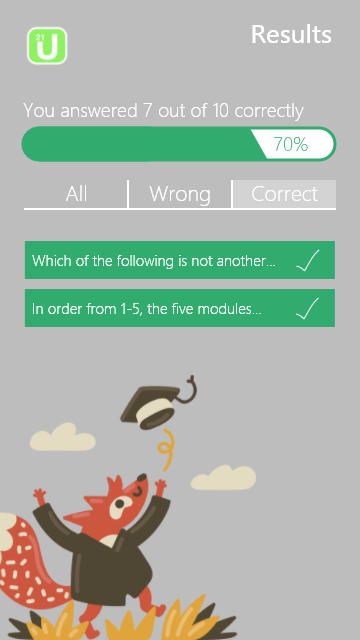 21
U
Results
You answered 7 out of 10 correctly
70%
All
Wrong
Correct
Which of the following is not another...
In order from 1-5, the five modules...